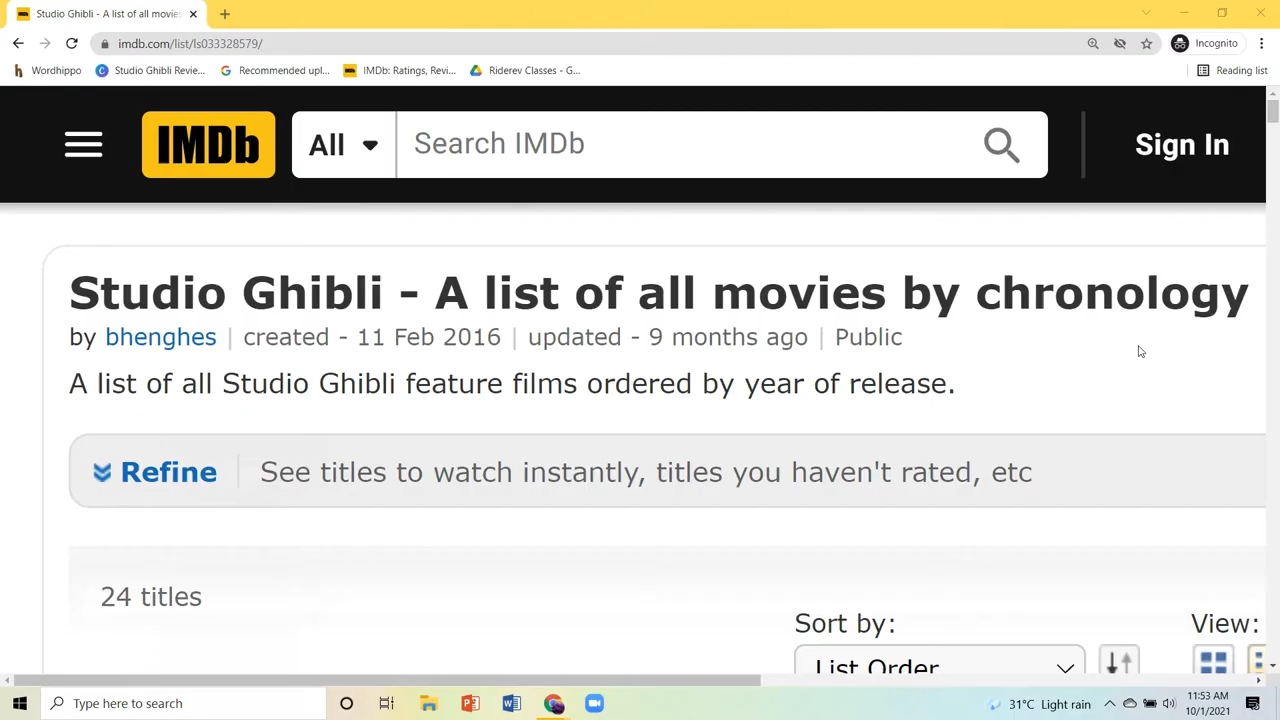 Studio Ghibli - A list of all movies
imdb.com/list/ls033328579/
Incognito
Wordhippo
Studio Ghibli Revie...
Recommended upl...
IMDb: Ratings, Revi...
Riderev Classes - G...
Reading list
IMDb
All
Search IMDb
Sign In
Studio Ghibli - A list of all movies by chronology
by bhenghes | created - 11 Feb 2016 | updated - 9 months ago | Public
A list of all Studio Ghibli feature films ordered by year of release.
Refine
See titles to watch instantly, titles you haven't rated, etc
24 titles
Sort by:
View:
List Order
Type here to search
31°C Light rain
11:53 AM
10/1/2021